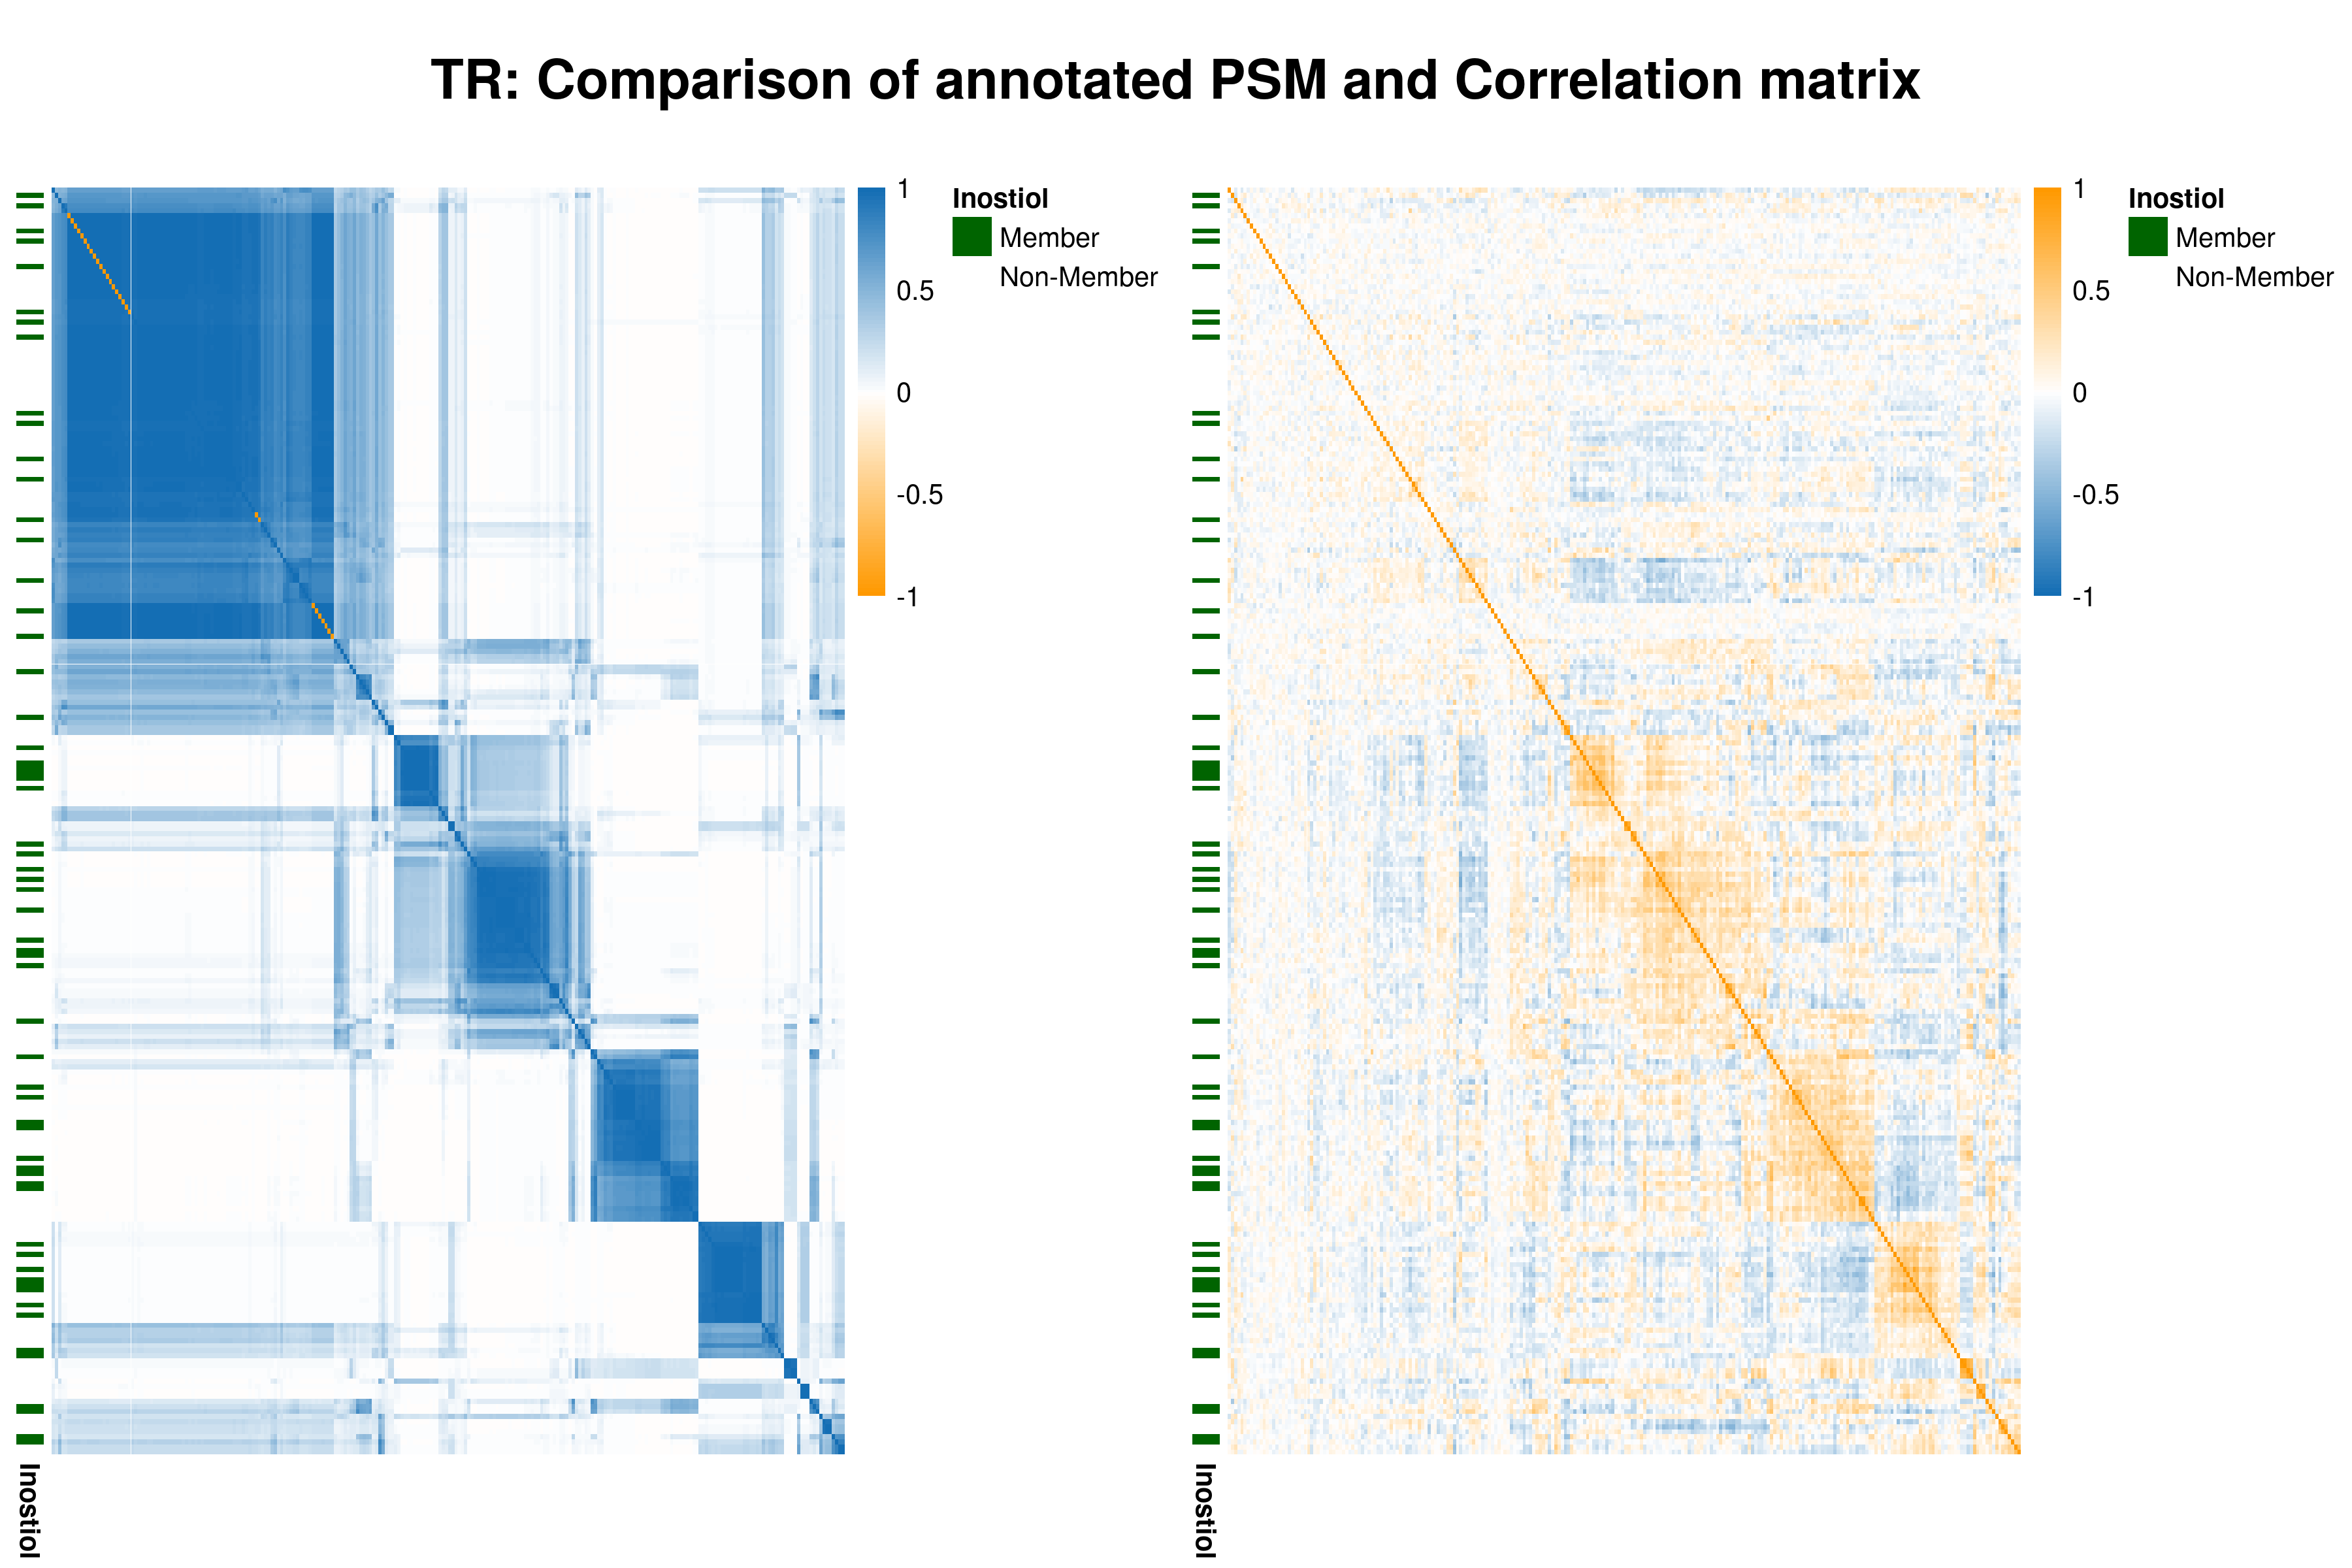 TR: Comparison of annotated PSM and Correlation matrix
1
0.5
0
-0.5
-1
Inostiol
Member
Non-Member
Inostiol
1
0.5
0
-0.5
-1
Inostiol
Member
Non-Member
Inostiol